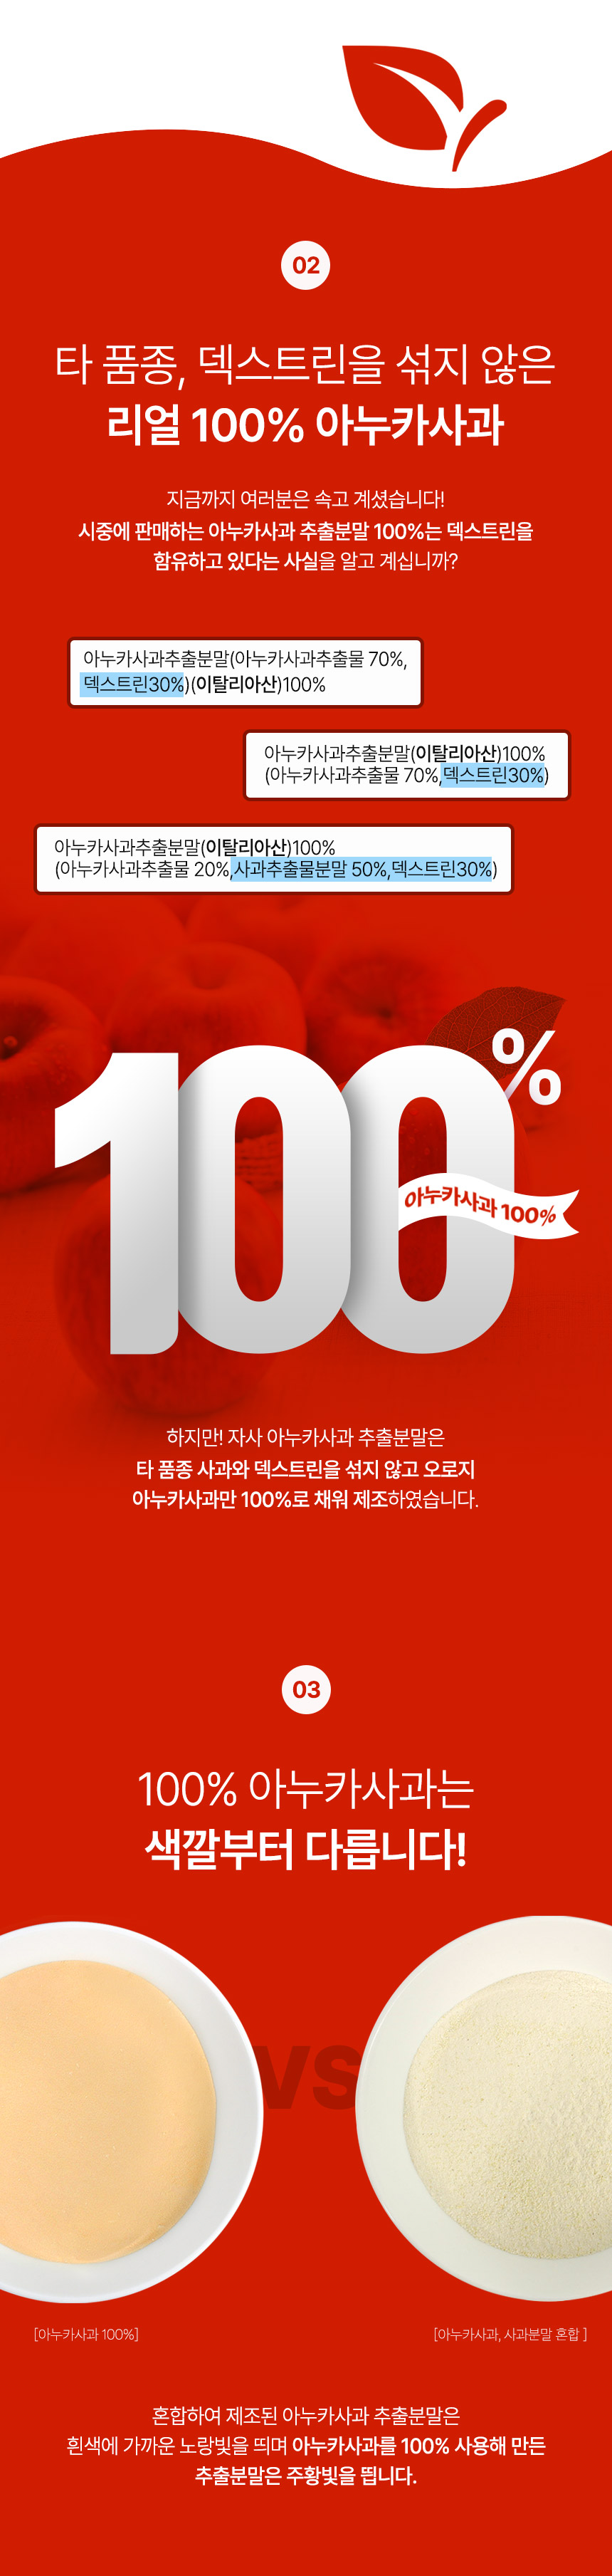 02
타 품종, 덱스트린을 섞지 않은
리얼 100% 아누카사과
지금까지 여러분은 속고 계셨습니다!
시중에 판매하는 아누카사과 추출분말 100%는 덱스트린을
함유하고 있다는 사실을 알고 계십니까?
아누카사과추출분말(아누카사과추출물 70%,
덱스트린30%)(이탈리아산)100%
아누카사과추출분말(이탈리아산)100%
(아누카사과추출물 70%,덱스트린30%)
아누카사과추출분말(이탈리아산)100%
(아누카사과추출물 20%,사과추출물분말 50%,덱스트린30%)
100%
아누카사과 100%
하지만! 자사 아누카사과 추출분말은
타 품종 사과와 덱스트린을 섞지 않고 오로지
아누카사과만 100%로 채워 제조하였습니다.
03
100% 아누카사과는
색깔부터 다릅니다!
VS
[아누카사과 100%]
[아누카사과, 사과분말 혼합 ]
혼합하여 제조된 아누카사과 추출분말은
흰색에 가까운 노랑빛을 띄며 아누카사과를 100% 사용해 만든
추출분말은 주황빛을 띕니다.